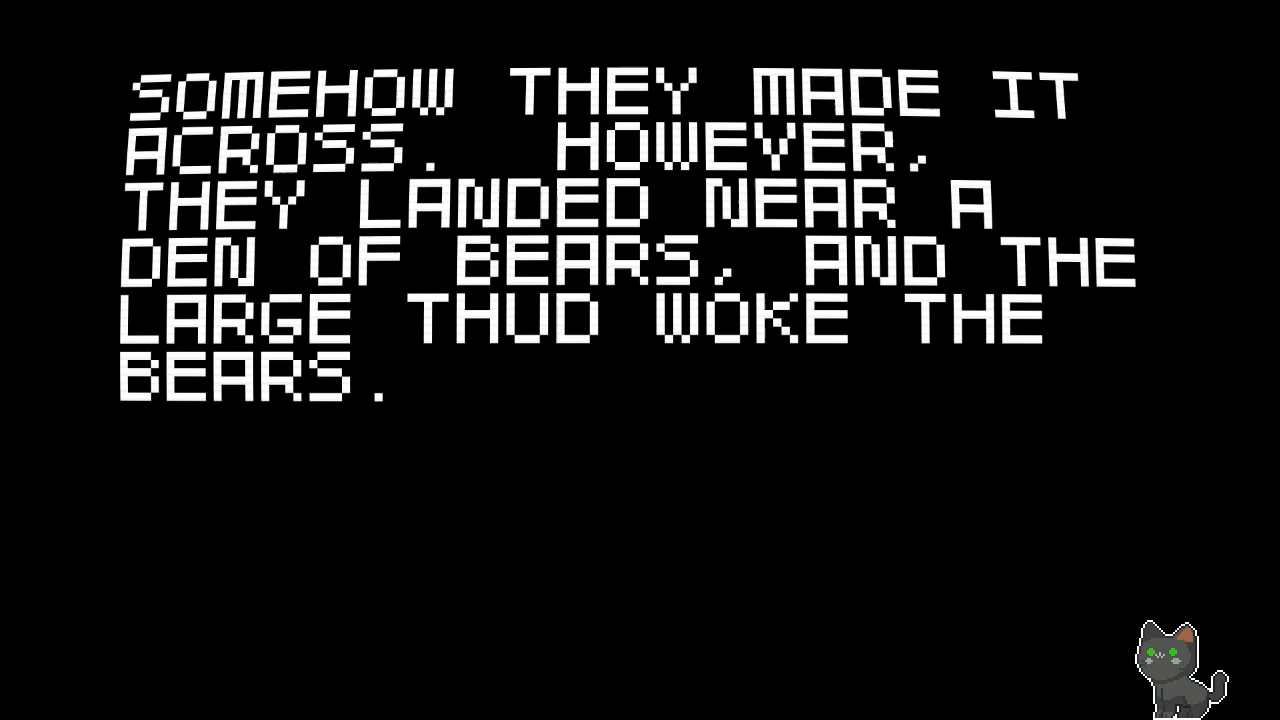 SOMEHOW THEY MADE IT
ACROSS. HOWEVER,
THEY LANDED NEAR A
DEN OF BEARS, AND THE
LARGE THUD WOKE THE
BEARS.